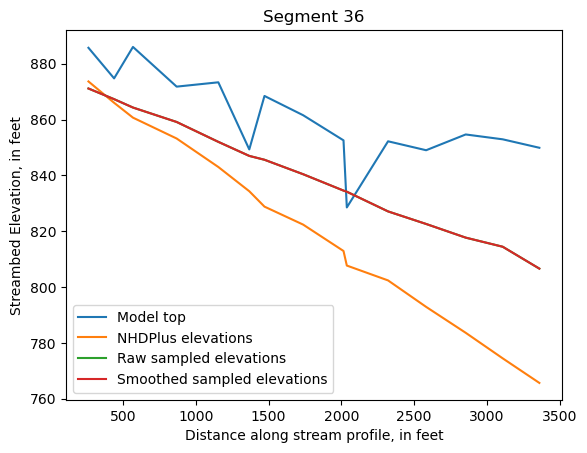 Segment 36
Streambed Elevation, in feet
880
860
840
820
800
780
760
Model top
NHDPlus elevations
Raw sampled elevations
Smoothed sampled elevations
500 1000 1500 2000 2500 3000 3500
Distance along stream profile, in feet